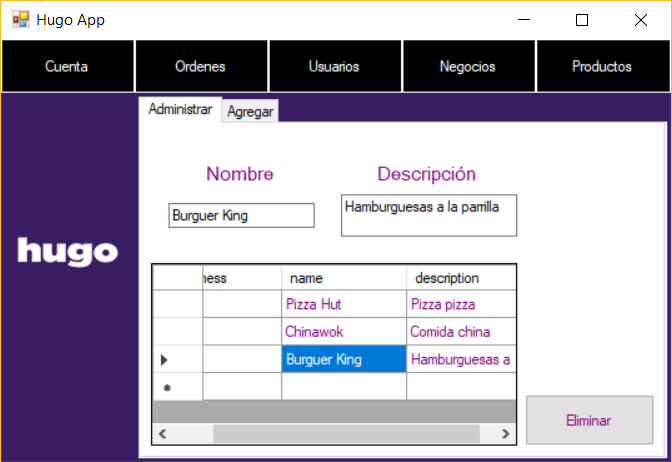 Hugo App
Cuenta Ordenes Usuarios Negocios Productos
Administrar Agregar
Nombre Descripción
Burguer King Hamburguesas a la parrilla
hugo
name description
Pizza Hut Pizza pizza
Chinawok Comida china
Burguer King Hamburguesas a
Eliminar